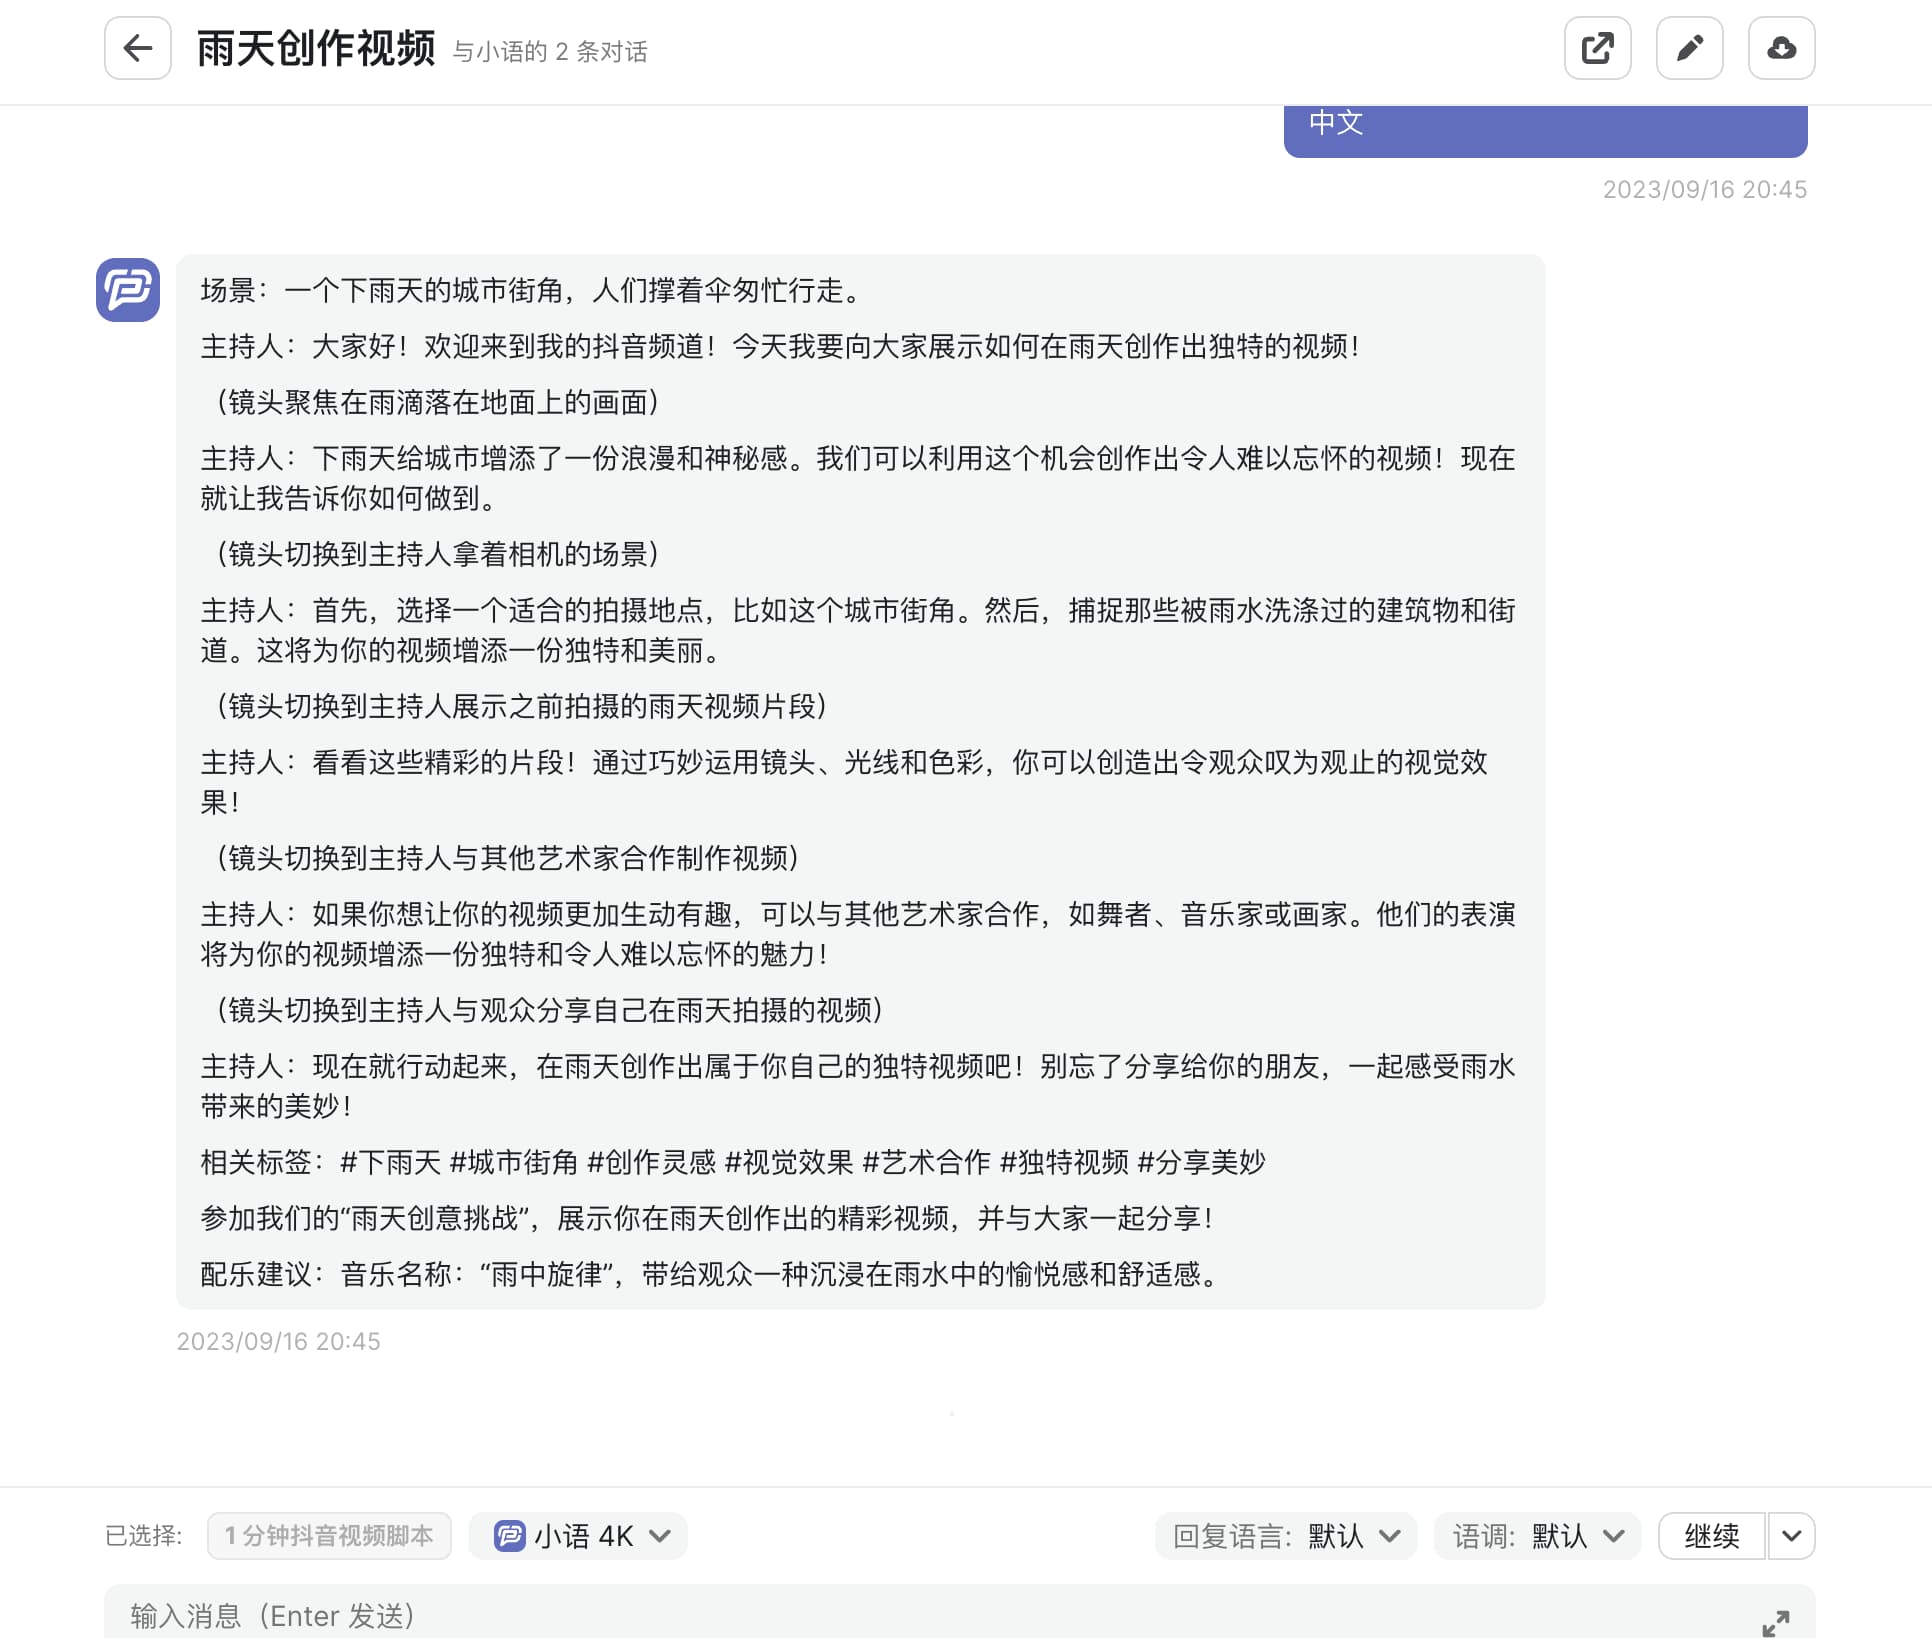 雨天创作视频 与小语的 2 条对话
中文
2023/09/16 20:45
场景：一个下雨天的城市街角，人们撑着伞匆忙行走。
主持人：大家好！欢迎来到我的抖音频道！今天我要向大家展示如何在雨天创作出独特的视频！
（镜头聚焦在雨滴落在地面上的画面）
主持人：下雨天给城市增添了一份浪漫和神秘感。我们可以利用这个机会创作出令人难以忘怀的视频！现在
就让我告诉你如何做到。
（镜头切换到主持人拿着相机的场景）
主持人：首先，选择一个适合的拍摄地点，比如这个城市街角。然后，捕捉那些被雨水洗涤过的建筑物和街
道。这将为你的视频增添一份独特和美丽。
（镜头切换到主持人展示之前拍摄的雨天视频片段）
主持人：看看这些精彩的片段！通过巧妙运用镜头、光线和色彩，你可以创造出令观众叹为观止的视觉效
果！
（镜头切换到主持人与其他艺术家合作制作视频）
主持人：如果你想让你的视频更加生动有趣，可以与其他艺术家合作，如舞者、音乐家或画家。他们的表演
将为你的视频增添一份独特和令人难以忘怀的魅力！
（镜头切换到主持人与观众分享自己在雨天拍摄的视频）
主持人：现在就行动起来，在雨天创作出属于你自己的独特视频吧！别忘了分享给你的朋友，一起感受雨水
带来的美妙！
相关标签：#下雨天 #城市街角 #创作灵感 #视觉效果 #艺术合作 #独特视频 #分享美妙
参加我们的“雨天创意挑战”，展示你在雨天创作出的精彩视频，并与大家一起分享！
配乐建议：音乐名称：“雨中旋律”，带给观众一种沉浸在雨水中的愉悦感和舒适感。
2023/09/16 20:45
已选择: 1 分钟抖音视频脚本 小语 4K 回复语言: 默认 语调: 默认 继续
输入消息（Enter 发送）